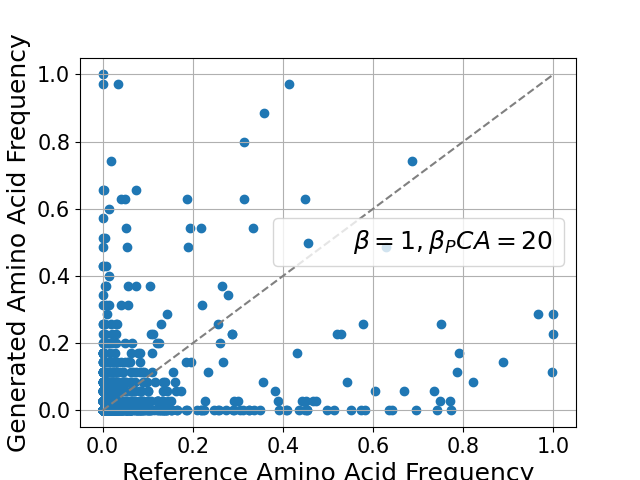 Generated Amino Acid Frequency
1.0
0.8
0.6
0.4
0.2
0.0
β = 1, β_PCA = 20
0.0 0.2 0.4 0.6 0.8 1.0
Reference Amino Acid Frequency